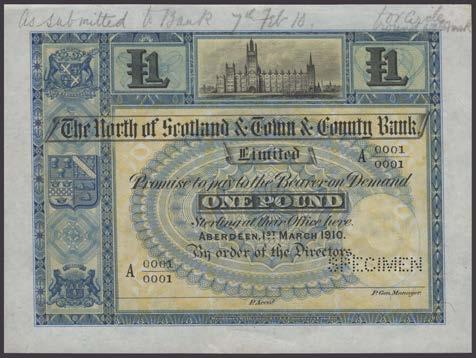 As submitted to Bank 7th Feb 10.
£1 £1
The North of Scotland & Town & County Bank
Limited
A 0001
0001
Promise to pay to the Bearer on Demand
ONE POUND
Sterling at their Office here.
ABERDEEN, 1ST MARCH 1910.
By order of the Directors
SPECIMEN
A 0001
0001
P. Accot.
P. Gen. Manager.